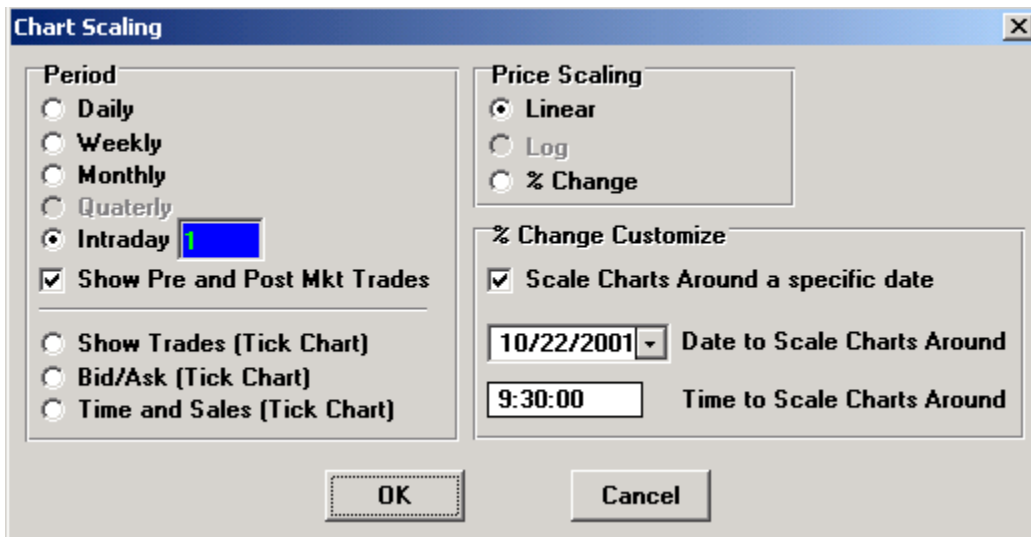 Chart Scaling
Period
Daily
Weekly
Monthly
Quaterly
Intraday 1
Show Pre and Post Mkt Trades
Show Trades (Tick Chart)
Bid/Ask (Tick Chart)
Time and Sales (Tick Chart)
Price Scaling
Linear
Log
% Change
% Change Customize
Scale Charts Around a specific date
10/22/2001 Date to Scale Charts Around
9:30:00 Time to Scale Charts Around
OK Cancel